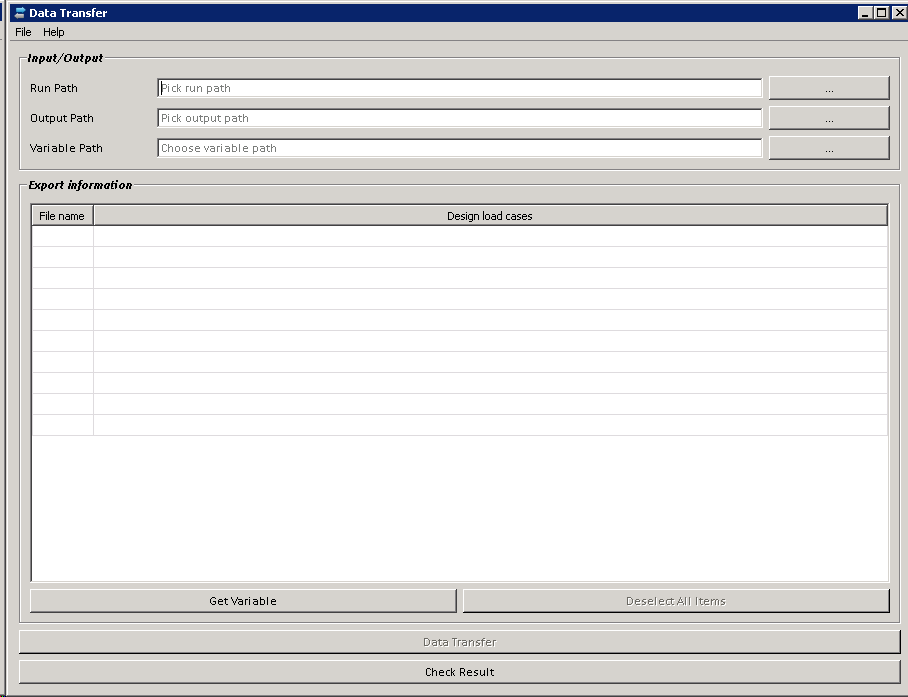 Data Transfer
File Help
Input/Output
Run Path Pick run path ...
Output Path Pick output path ...
Variable Path Choose variable path ...
Export information
File name Design load cases
Get Variable Deselect All Items
Data Transfer
Check Result